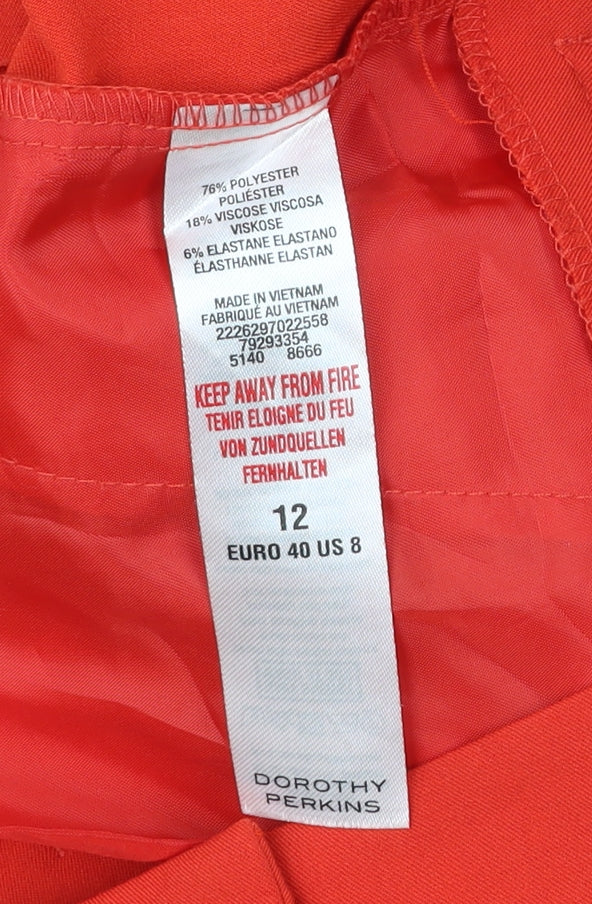 76% POLYESTER
POLIÉSTER
18% VISCOSE VISCOSA
VISKOSE
6% ELASTANE ELASTANO
ÉLASTHANNE ELASTAN
MADE IN VIETNAM
FABRIQUÉ AU VIETNAM
2226297022558
79293354
5140 8666
KEEP AWAY FROM FIRE
TENIR ELOIGNE DU FEU
VON ZUNDQUELLEN
FERNHALTEN
12
EURO 40 US 8
DOROTHY
PERKINS